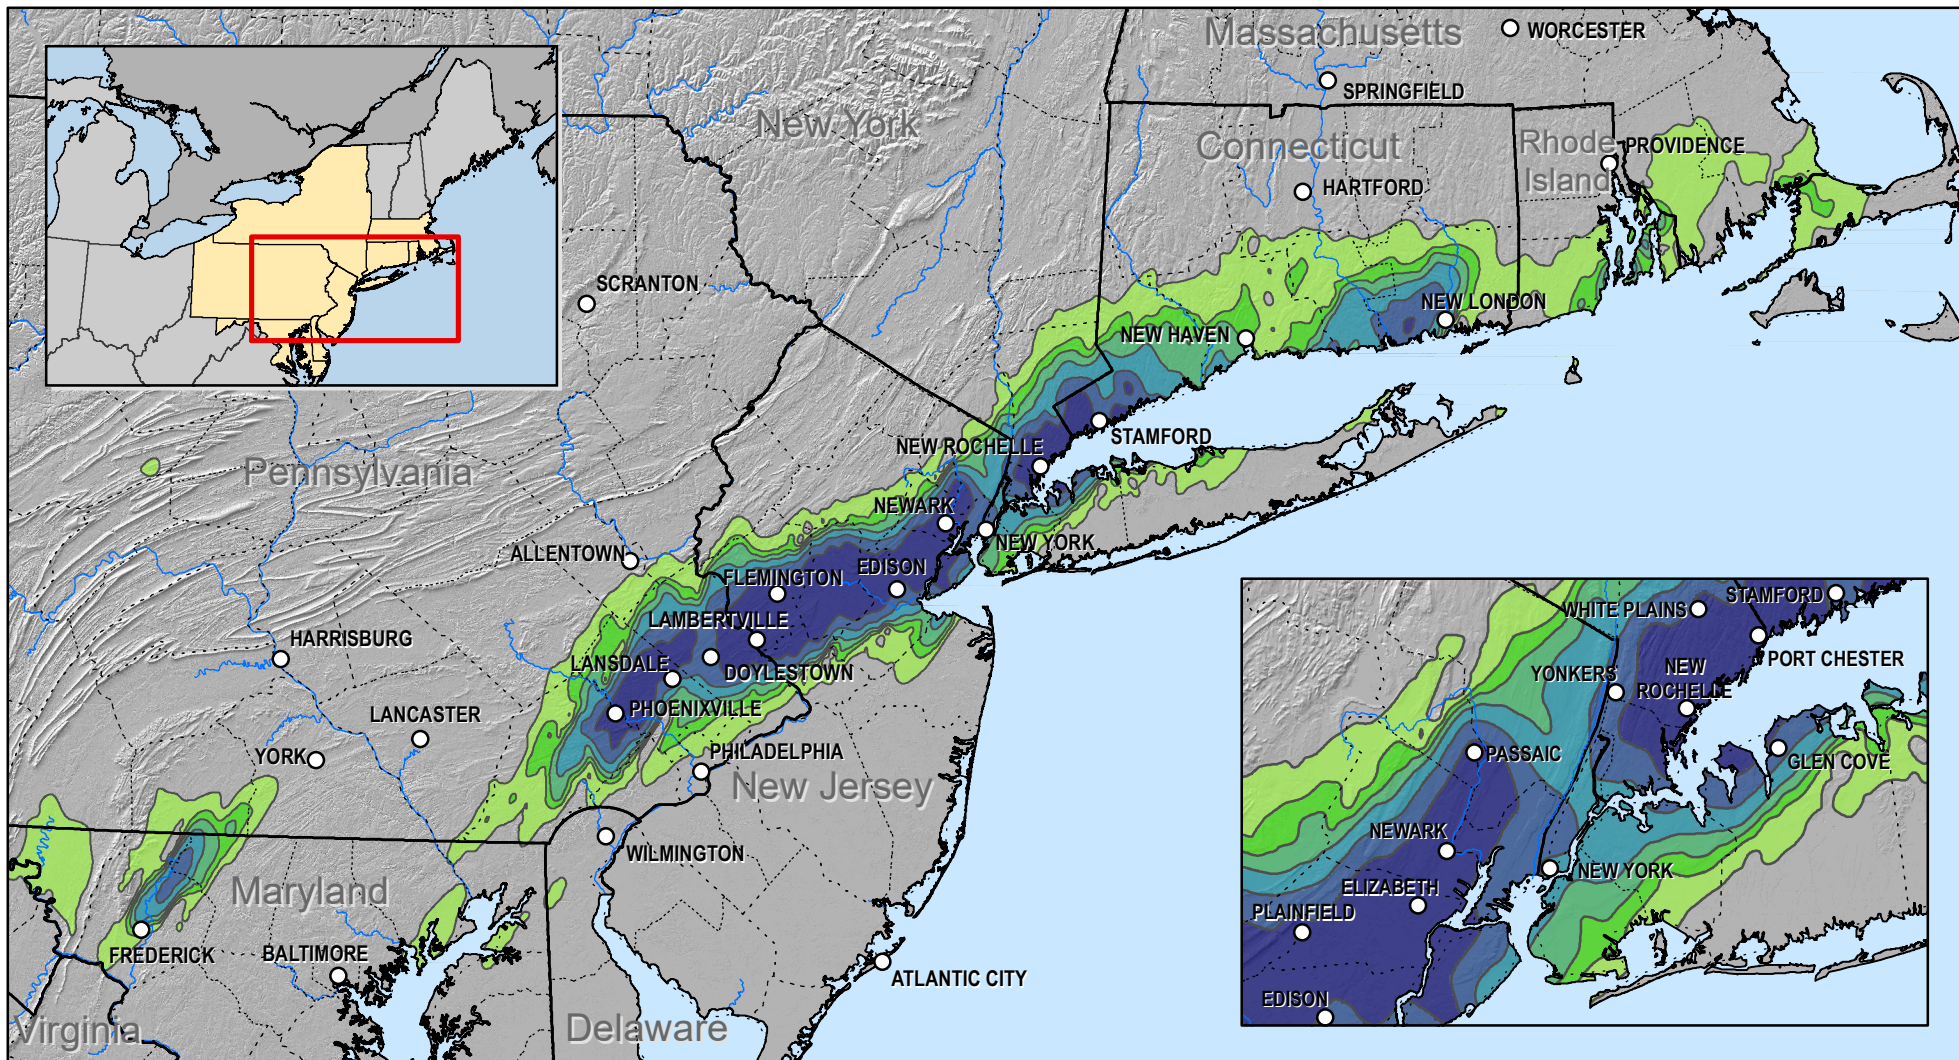 Massachusetts
WORCESTER
SPRINGFIELD
New York
Connecticut
Rhode
Island
PROVIDENCE
HARTFORD
SCRANTON
NEW LONDON
NEW HAVEN
STAMFORD
NEW ROCHELLE
Pennsylvania
NEWARK
NEW YORK
ALLENTOWN
FLEMINGTON
EDISON
LAMBERTVILLE
HARRISBURG
LANSDALE
DOYLESTOWN
PHOENIXVILLE
LANCASTER
PHILADELPHIA
YORK
New Jersey
WILMINGTON
Maryland
FREDERICK
BALTIMORE
ATLANTIC CITY
Virginia
Delaware
STAMFORD
WHITE PLAINS
PORT CHESTER
YONKERS
NEW
ROCHELLE
PASSAIC
GLEN COVE
NEWARK
NEW YORK
ELIZABETH
PLAINFIELD
EDISON